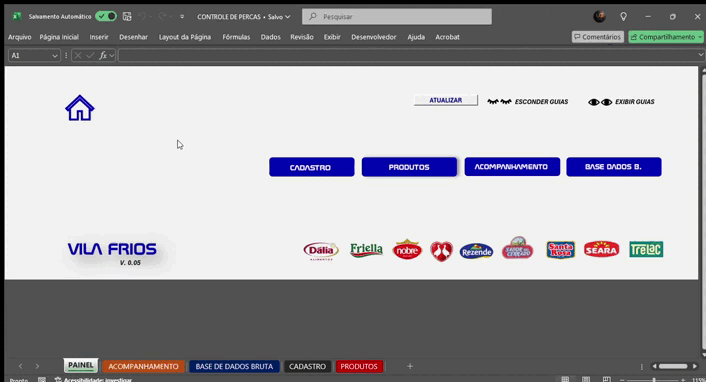 Salvamento Automático
CONTROLE DE PERCAS • Salvo
Pesquisar
Arquivo Página Inicial Inserir Desenhar Layout da Página Fórmulas Dados Revisão Exibir Desenvolvedor Ajuda Acrobat
Comentários
Compartilhamento
A1
fx
ATUALIZAR
ESCONDER GUIAS
EXIBIR GUIAS
CADASTRO
PRODUTOS
ACOMPANHAMENTO
BASE DADOS B.
VILA FRIOS
V. 0.05
Dália
ALIMENTOS
Friella
nobre
Rezende
Santa Rosa
SEARA
TRELAC
PAINEL
ACOMPANHAMENTO
BASE DE DADOS BRUTA
CADASTRO
PRODUTOS
Pronto
Acessibilidade: investigar
115%